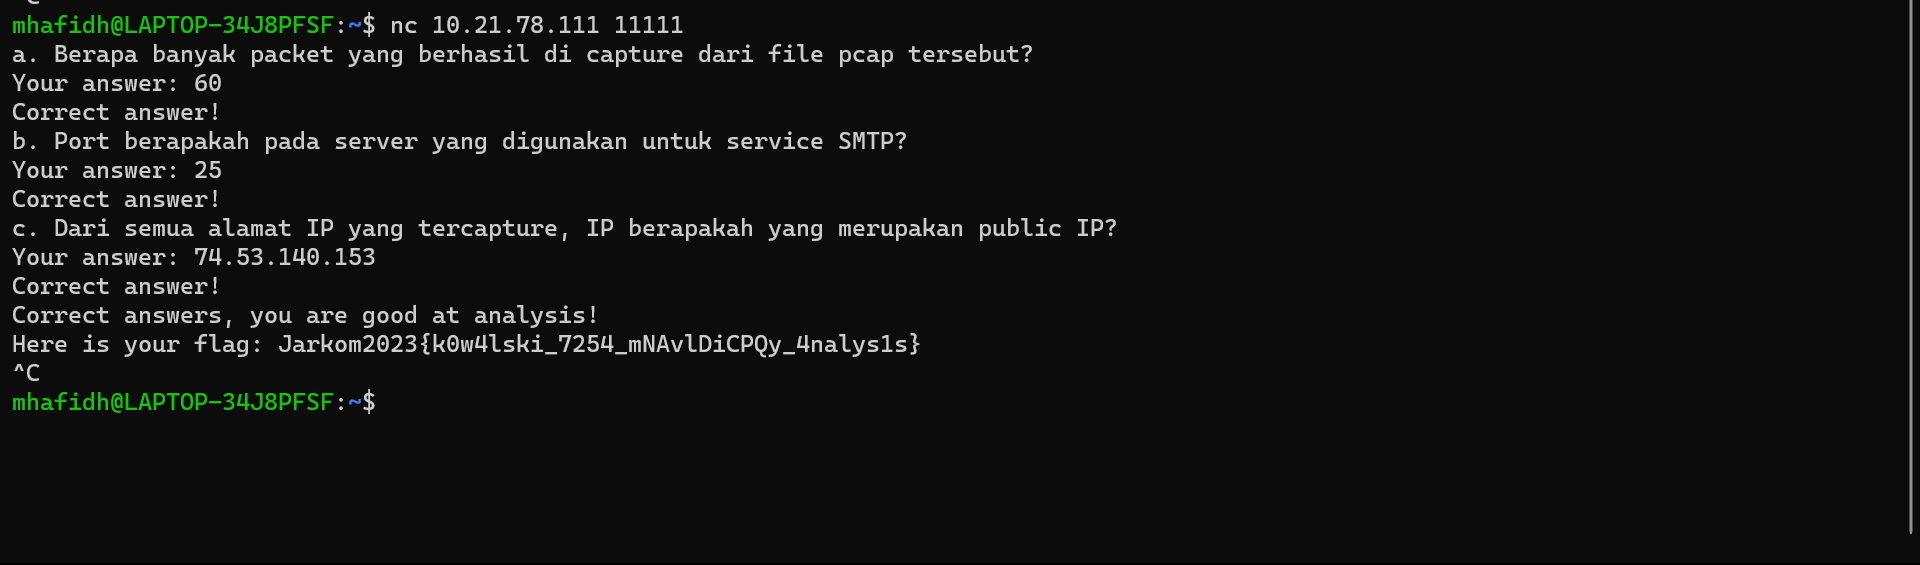 mhafidh@LAPTOP-34J8PFSF:~$ nc 10.21.78.111 11111
a. Berapa banyak packet yang berhasil di capture dari file pcap tersebut?
Your answer: 60
Correct answer!
b. Port berapakah pada server yang digunakan untuk service SMTP?
Your answer: 25
Correct answer!
c. Dari semua alamat IP yang tercapture, IP berapakah yang merupakan public IP?
Your answer: 74.53.140.153
Correct answer!
Correct answers, you are good at analysis!
Here is your flag: Jarkom2023{k0w4lski_7254_mNAvlDiCPQy_4nalys1s}
^C
mhafidh@LAPTOP-34J8PFSF:~$